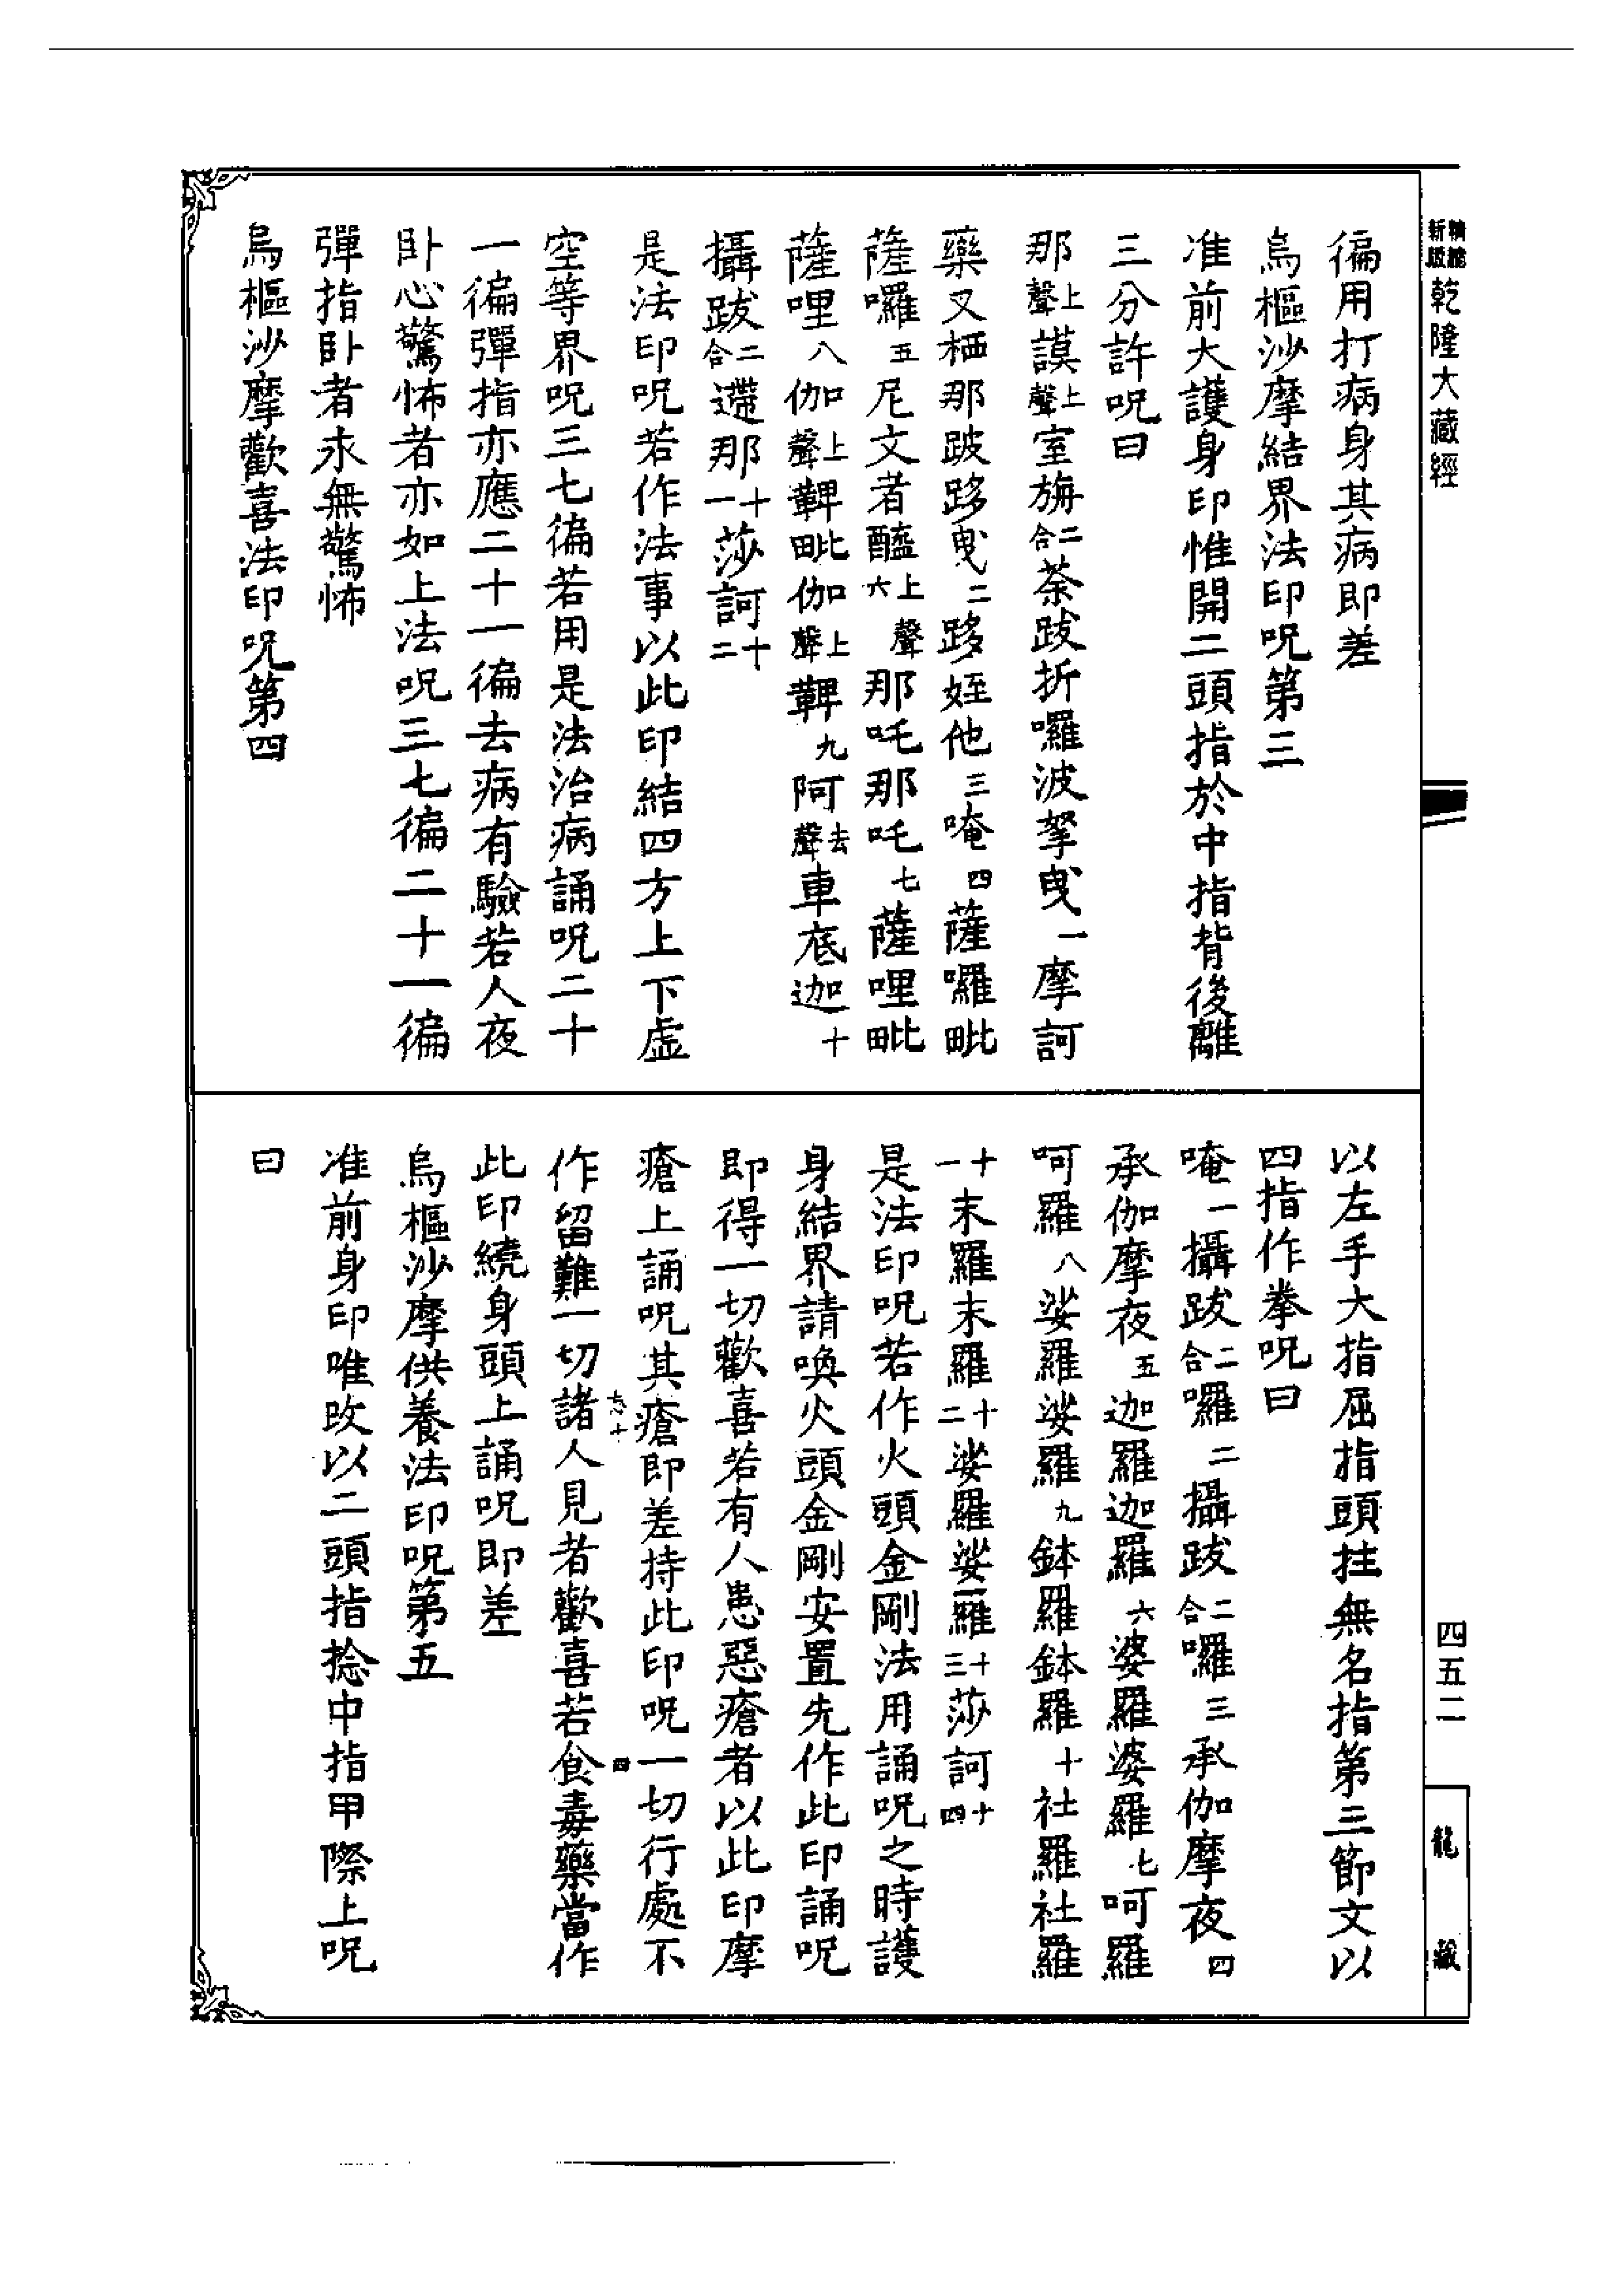 徧用打病身其病即差
烏樞沙摩結界法印呪第三
准前大護身印惟開二頭指於中指背後離
三分許呪曰
那上聲謨上聲室旃二合荼跋折囉波拏曳一摩訶
藥叉栖那跛跢曳二跢姪他三唵四薩囉毗
薩囉五尼文者醯上聲六那吒那吒七薩哩毗
薩哩八伽上聲鞞毗伽上聲鞞九阿去聲車底迦十
攝跋二合遰那十一莎訶十二
是法印呪若作法事以此印結四方上下虛
空等界呪三七徧若用是法治病誦呪二十
一徧彈指亦應二十一徧去病有驗若人夜
卧心驚怖者亦如上法呪三七徧二十一徧
彈指卧者永無驚怖
烏樞沙摩歡喜法印呪第四
以左手大指屈指頭拄無名指第三節文以
四指作拳呪曰
唵一攝跋二合囉二攝跋二合囉三承伽摩夜四
承伽摩夜五迦羅迦羅六婆羅婆羅七呵羅
呵羅八娑羅娑羅九鉢羅鉢羅十社羅社羅
十一末羅末羅十二娑羅娑羅十三莎訶十四
是法印呪若作火頭金剛法用誦呪之時護
身結界請喚火頭金剛安置先作此印誦呪
即得一切歡喜若有人患惡瘡者以此印摩
瘡上誦呪其瘡即差持此印呪一切行處不
作留難一切諸人見者歡喜若食毒藥當作
此印繞身頭上誦呪即差
烏樞沙摩供養法印呪第五
准前身印唯改以二頭指捻中指甲際上呪
曰
新版
乾隆大藏經
四五二
龍藏